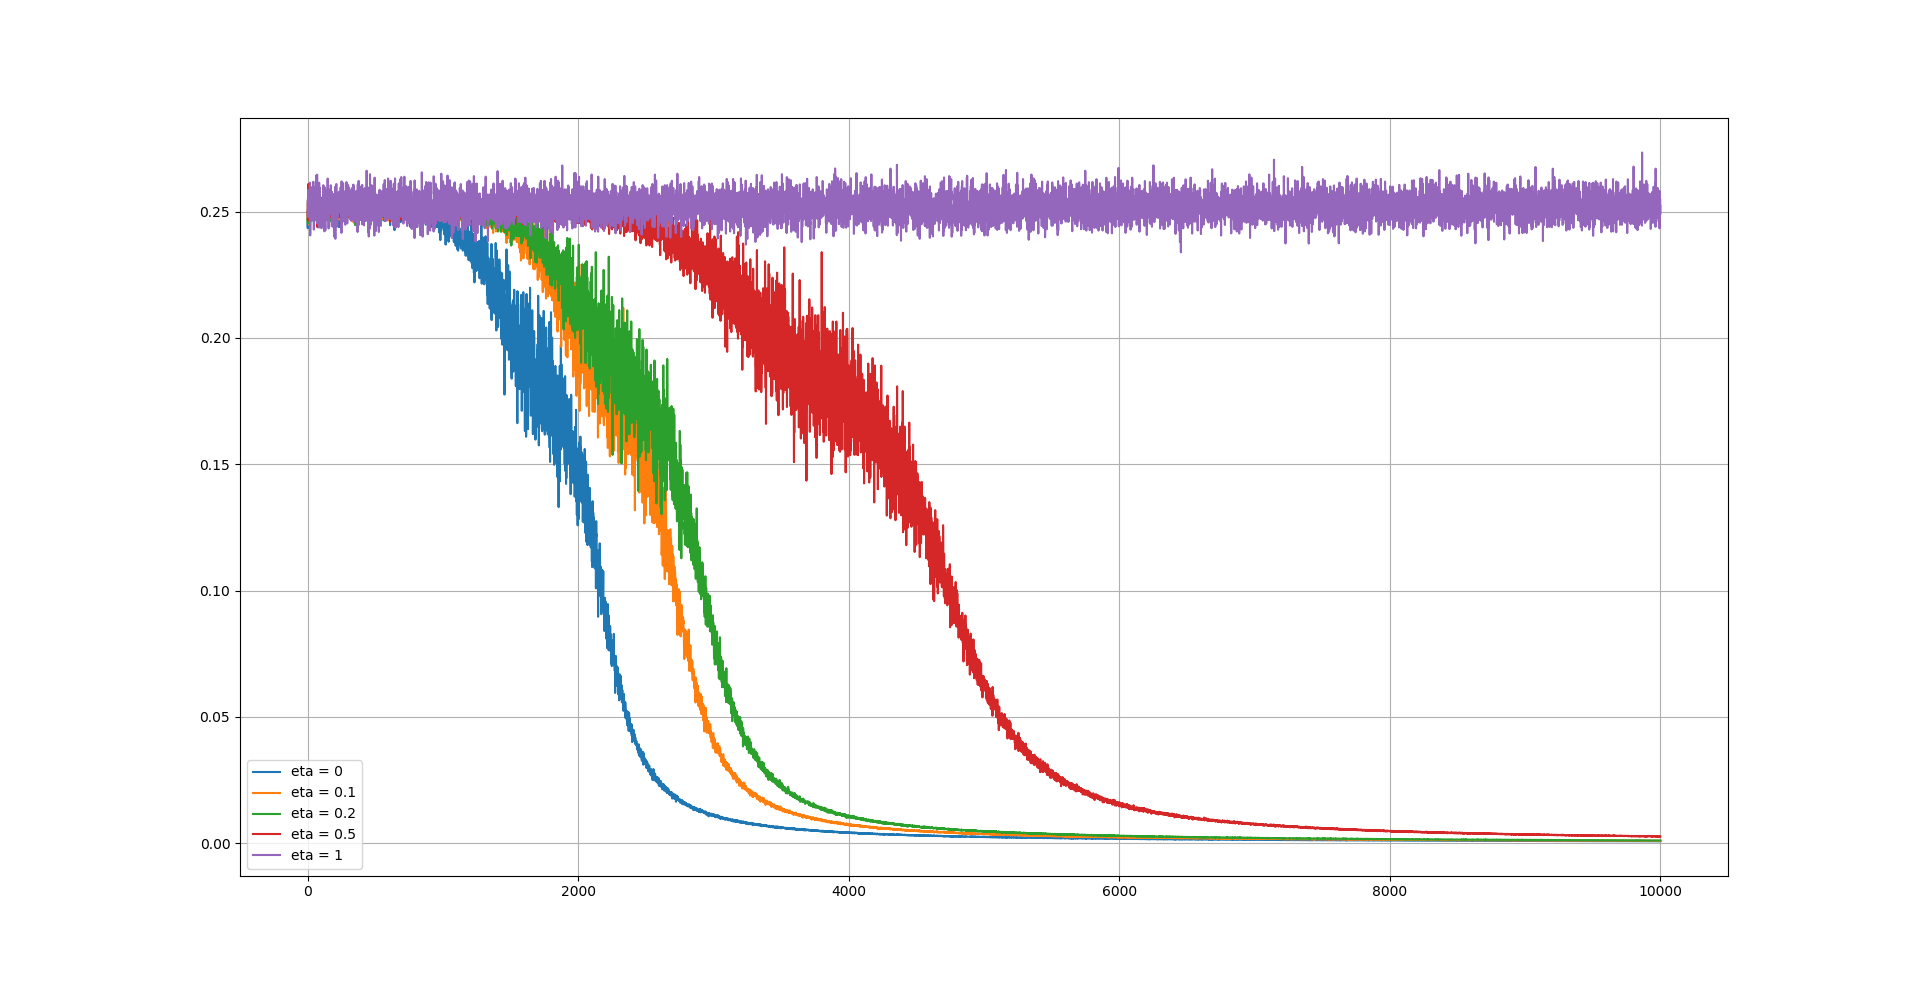 0.25
0.20
0.15
0.10
0.05
0.00
eta = 0
eta = 0.1
eta = 0.2
eta = 0.5
eta = 1
0 2000 4000 6000 8000 10000